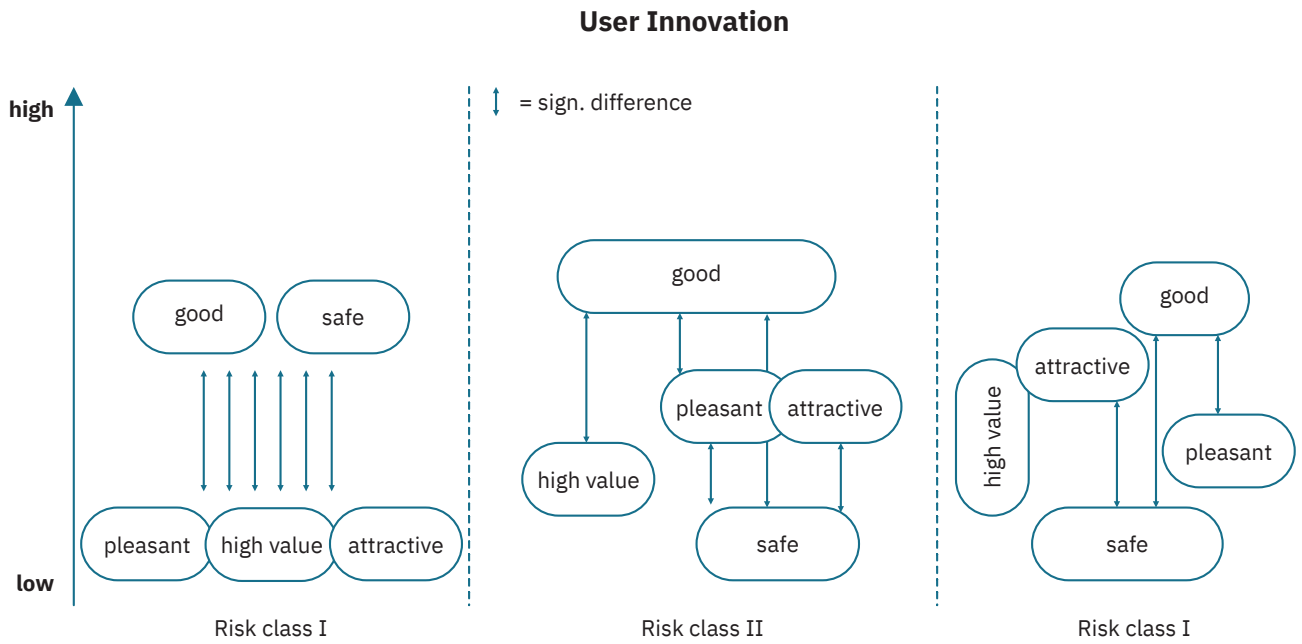 User Innovation
high
low
= sign. difference
good
safe
pleasant
high value
attractive
Risk class I
good
pleasant
attractive
high value
safe
Risk class II
good
attractive
high value
pleasant
safe
Risk class I